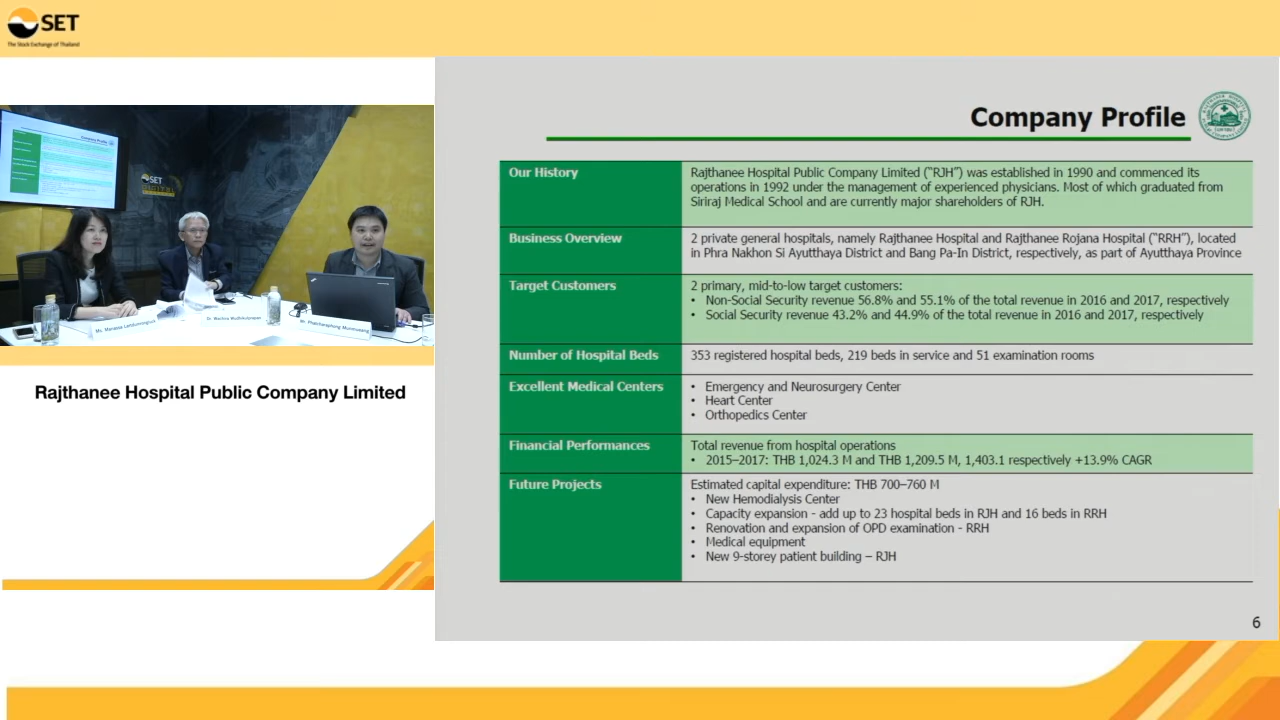 SET
The Stock Exchange of Thailand
Company Profile
Our History
Rajthanee Hospital Public Company Limited ("RJH") was established in 1990 and commenced its
operations in 1992 under the management of experienced physicians. Most of which graduated from
Siriraj Medical School and are currently major shareholders of RJH.
Business Overview
2 private general hospitals, namely Rajthanee Hospital and Rajthanee Rojana Hospital ("RRH"), located
in Phra Nakhon Si Ayutthaya District and Bang Pa-In District, respectively, as part of Ayutthaya Province
Target Customers
2 primary, mid-to-low target customers:
• Non-Social Security revenue 56.8% and 55.1% of the total revenue in 2016 and 2017, respectively
• Social Security revenue 43.2% and 44.9% of the total revenue in 2016 and 2017, respectively
Number of Hospital Beds
353 registered hospital beds, 219 beds in service and 51 examination rooms
Excellent Medical Centers
• Emergency and Neurosurgery Center
• Heart Center
• Orthopedics Center
Financial Performances
Total revenue from hospital operations
• 2015–2017: THB 1,024.3 M and THB 1,209.5 M, 1,403.1 respectively +13.9% CAGR
Future Projects
Estimated capital expenditure: THB 700–760 M
• New Hemodialysis Center
• Capacity expansion - add up to 23 hospital beds in RJH and 16 beds in RRH
• Renovation and expansion of OPD examination - RRH
• Medical equipment
• New 9-storey patient building – RJH
6
Company Profile
SET
Rajthanee Hospital Public Company Limited